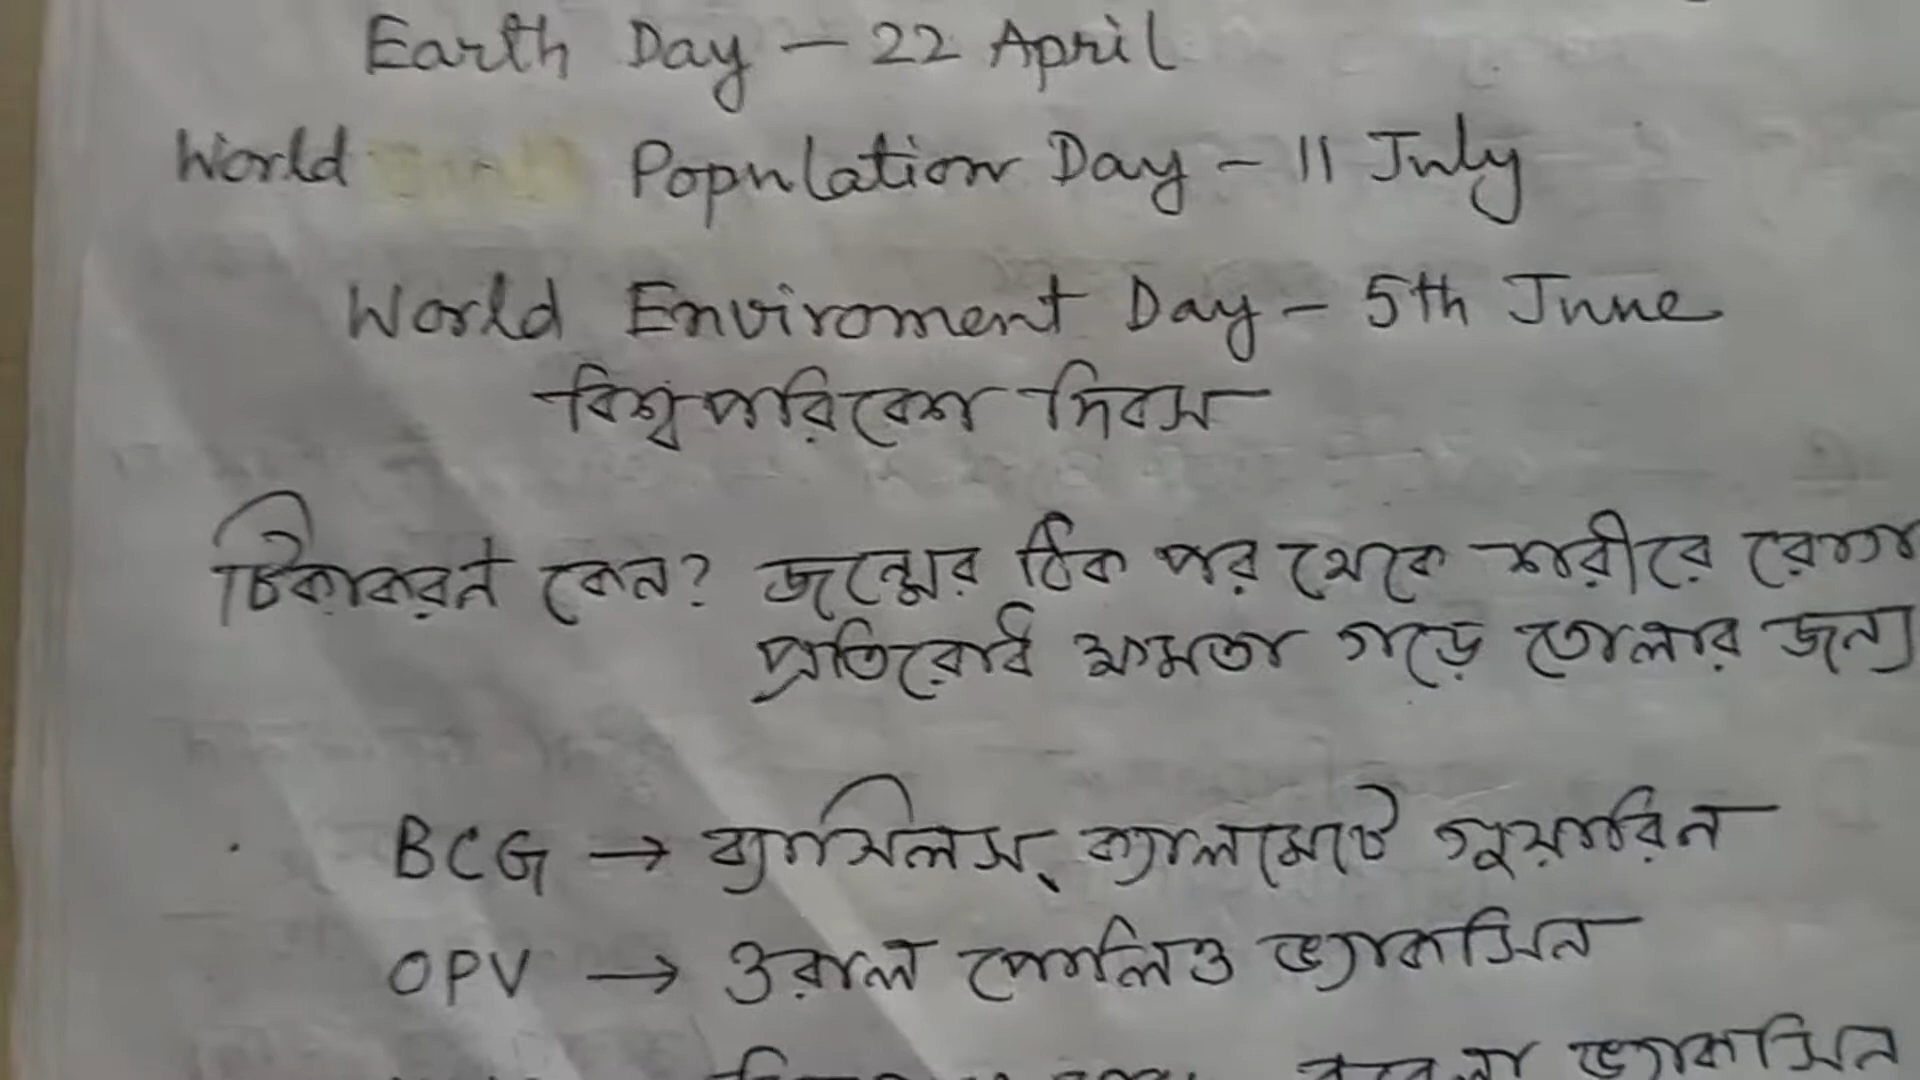 Earth Day - 22 April
World Population Day - 11 July
World Enviroment Day - 5th June
বিশ্ব পরিবেশ দিবস
টিকাকরন কেন? জন্মের ঠিক পর থেকে শরীরে রোগ
প্রতিরোধ ক্ষমতা গড়ে তোলার জন্য
BCG → ব্যাসিলস্ ক্যালমেটে গুয়ারিন
OPV → ওরাল পোলিও ভ্যাকসিন
ভ্যাকসিন